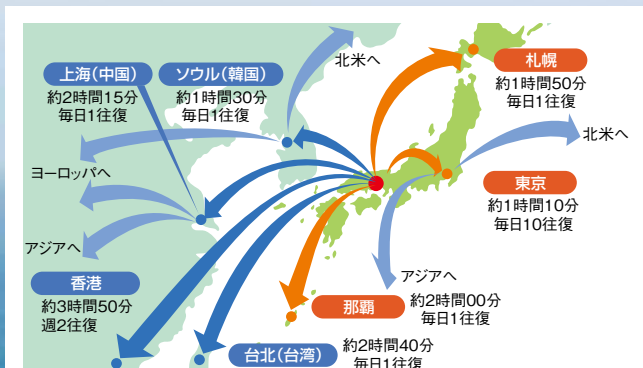 上海（中国）
約2時間15分
毎日1往復
ソウル（韓国）
約1時間30分
毎日1往復
北米へ
札幌
約1時間50分
毎日1往復
北米へ
ヨーロッパへ
東京
約1時間10分
毎日10往復
アジアへ
アジアへ
香港
約3時間50分
週2往復
那覇
約2時間00分
毎日1往復
台北（台湾）
約2時間40分
毎日1往復